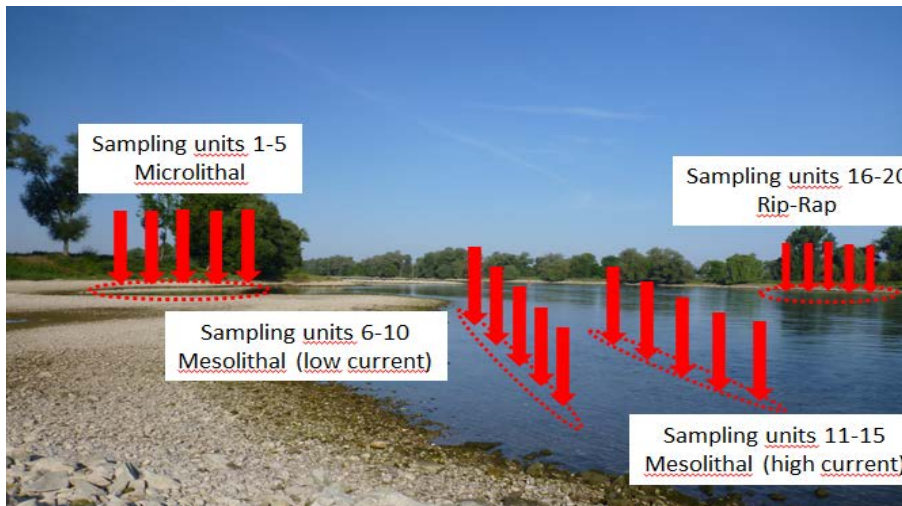 Sampling units 1-5
Microlithal
Sampling units 16-20
Rip-Rap
Sampling units 6-10
Mesolithal (low current)
Sampling units 11-15
Mesolithal (high current)